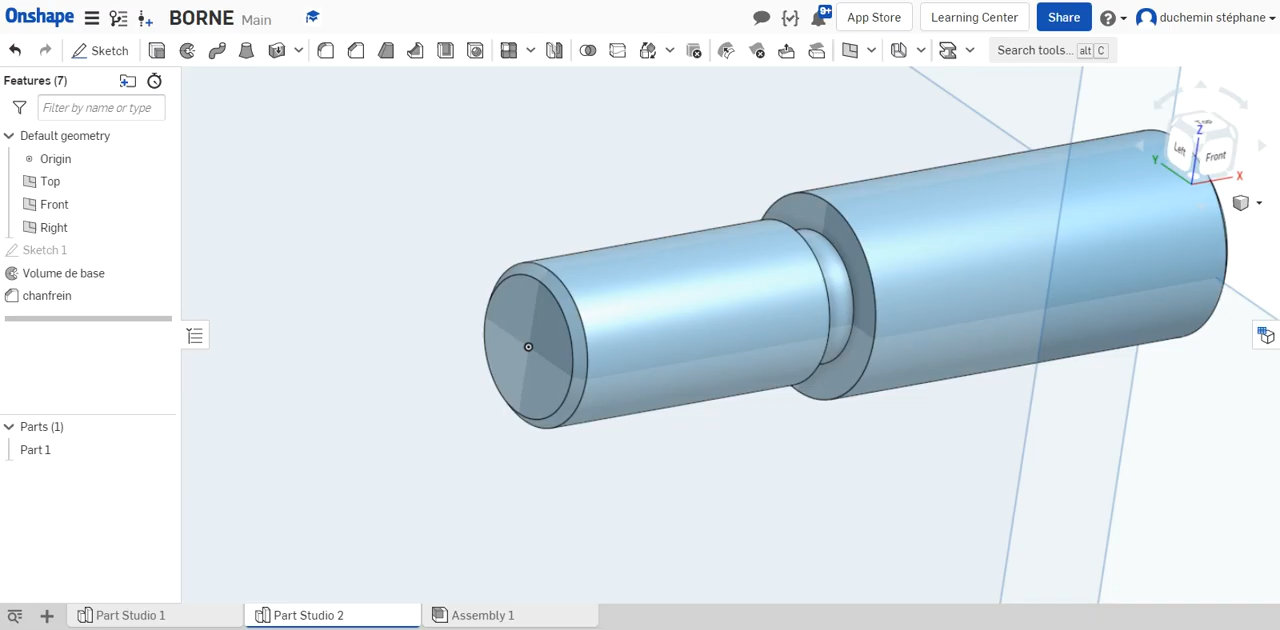 Onshape BORNE Main 9+ App Store Learning Center Share duchemin stéphane
Sketch Search tools... alt C
Features (7)
Filter by name or type
Default geometry
Origin
Top
Front
Right
Sketch 1
Volume de base
chanfrein
Parts (1)
Part 1
Z
Left Front
Y
X
Part Studio 1 Part Studio 2 Assembly 1